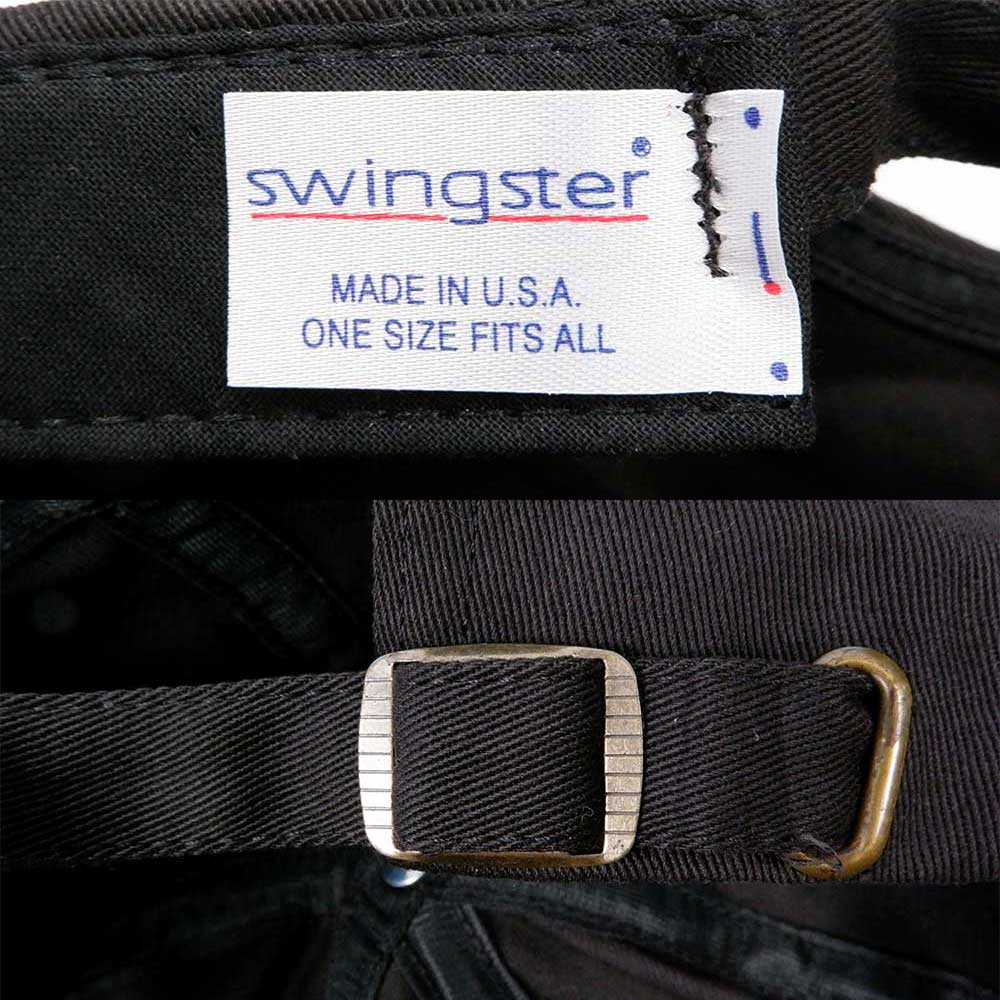 swingster®
MADE IN U.S.A.
ONE SIZE FITS ALL